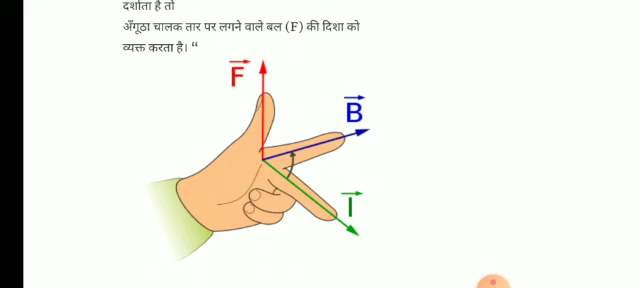 दर्शाता है तो
अँगूठा चालक तार पर लगने वाले बल (F) की दिशा को
व्यक्त करता है। “
F
B
I